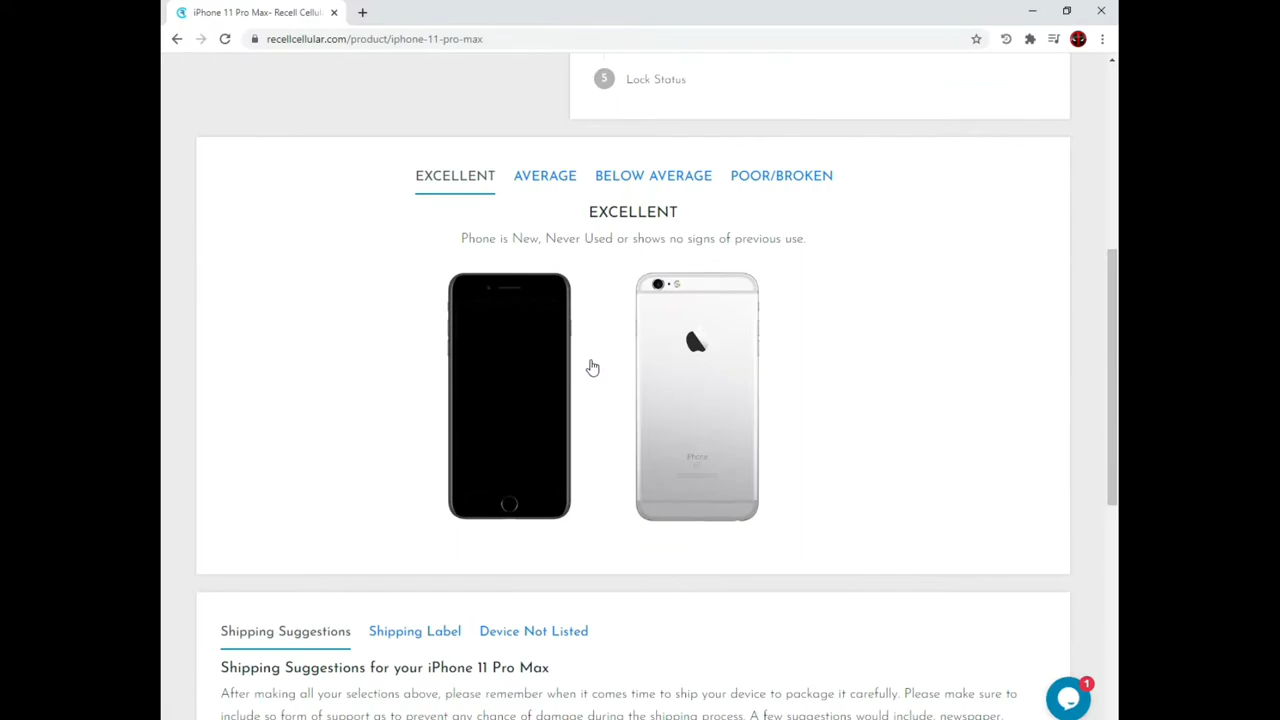 iPhone 11 Pro Max- Recell Cellul
recellcellular.com/product/iphone-11-pro-max
5 Lock Status
EXCELLENT AVERAGE BELOW AVERAGE POOR/BROKEN
EXCELLENT
Phone is New, Never Used or shows no signs of previous use.
iPhone
1
Shipping Suggestions Shipping Label Device Not Listed
Shipping Suggestions for your iPhone 11 Pro Max
After making all your selections above, please remember when it comes time to ship your device to package it carefully. Please make sure to
include so form of support as to prevent any chance of damage during the shipping process. A few suggestions would include, newspaper,